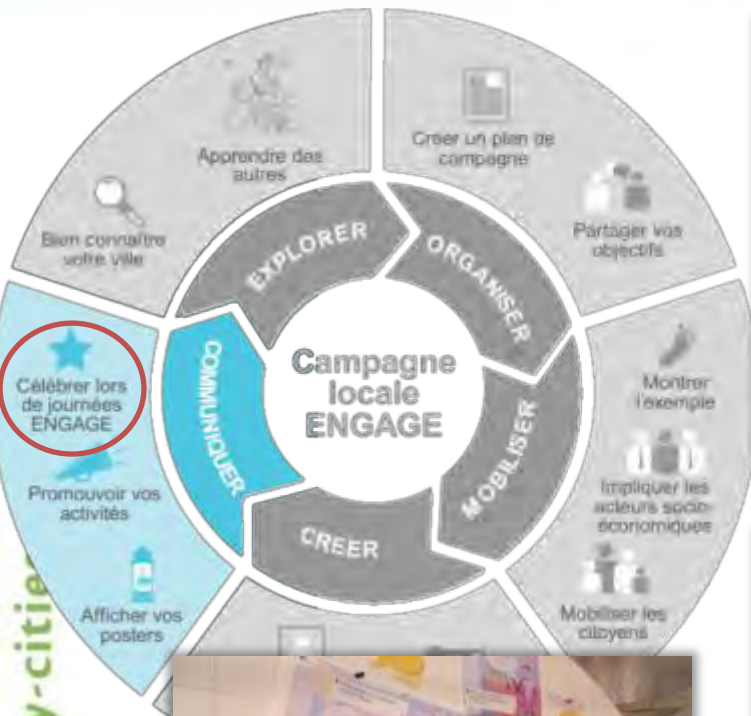 Apprendre des
autres
Bien connaître
votre ville
Créer un plan de
campagne
Partager vos
objectifs
EXPLORER
ORGANISER
MOBILISER
CREER
COMMUNIQUER
Campagne
locale
ENGAGE
Montrer
l'exemple
Impliquer les
acteurs socio-
économiques
Mobiliser les
citoyens
Célébrer lors
de journées
ENGAGE
Promouvoir vos
activités
Afficher vos
posters
y-cities